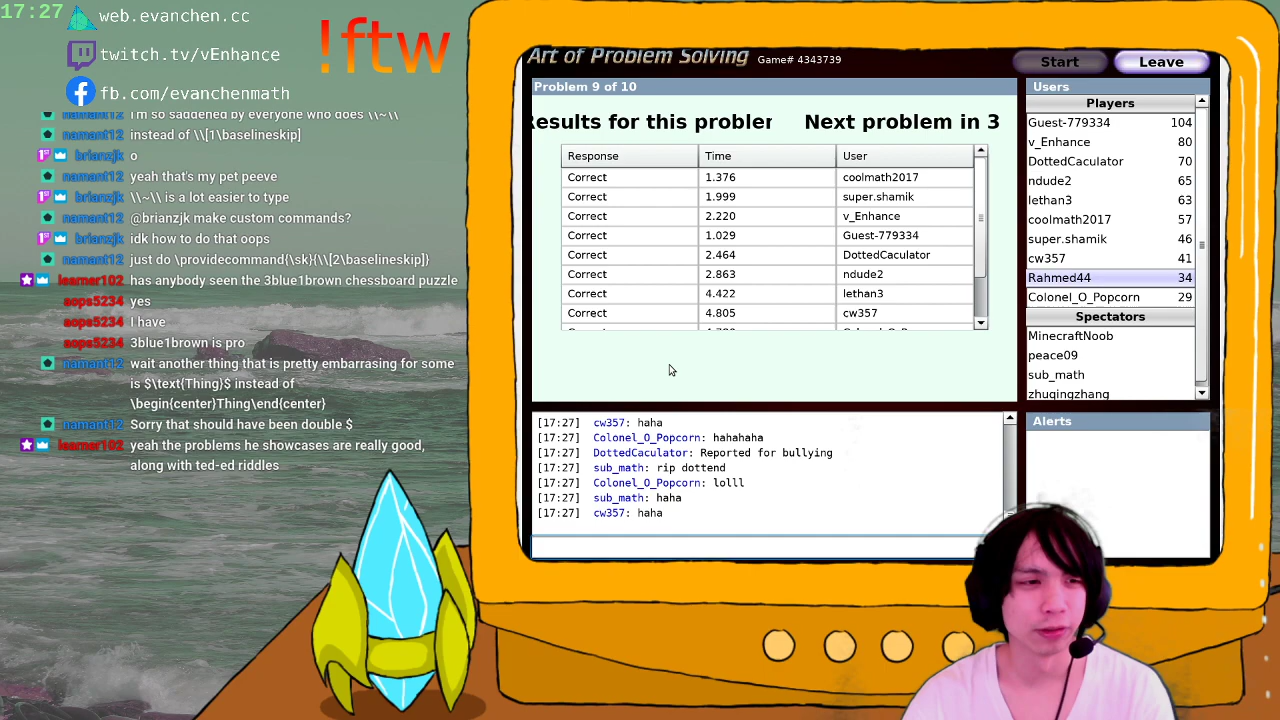 17:27
web.evanchen.cc
twitch.tv/vEnhance
fb.com/evanchenmath
!ftw
namant12 i'm so saddened by everyone who does \\~\\
namant12 instead of \\[1\baselineskip]
brianzjk o
namant12 yeah that's my pet peeve
brianzjk \\~\\ is a lot easier to type
namant12 @brianzjk make custom commands?
brianzjk idk how to do that oops
namant12 just do \providecommand{\sk}{\\[2\baselineskip]}
learner102 has anybody seen the 3blue1brown chessboard puzzle
aops5234 yes
aops5234 I have
aops5234 3blue1brown is pro
namant12 wait another thing that is pretty embarrasing for some
is $\text{Thing}$ instead of
\begin{center}Thing\end{center}
namant12 Sorry that should have been double $
learner102 yeah the problems he showcases are really good,
along with ted-ed riddles
Art of Problem Solving
Game# 4343739
Start
Leave
Problem 9 of 10
Results for this problem
Next problem in 3
Response Time User
Correct 1.376 coolmath2017
Correct 1.999 super.shamik
Correct 2.220 v_Enhance
Correct 1.029 Guest-779334
Correct 2.464 DottedCaculator
Correct 2.863 ndude2
Correct 4.422 lethan3
Correct 4.805 cw357
[17:27] cw357: haha
[17:27] Colonel_O_Popcorn: hahahaha
[17:27] DottedCaculator: Reported for bullying
[17:27] sub_math: rip dottend
[17:27] Colonel_O_Popcorn: lolll
[17:27] sub_math: haha
[17:27] cw357: haha
Users
Players
Guest-779334 104
v_Enhance 80
DottedCaculator 70
ndude2 65
lethan3 63
coolmath2017 57
super.shamik 46
cw357 41
Rahmed44 34
Colonel_O_Popcorn 29
Spectators
MinecraftNoob
peace09
sub_math
zhuqingzhang
Alerts